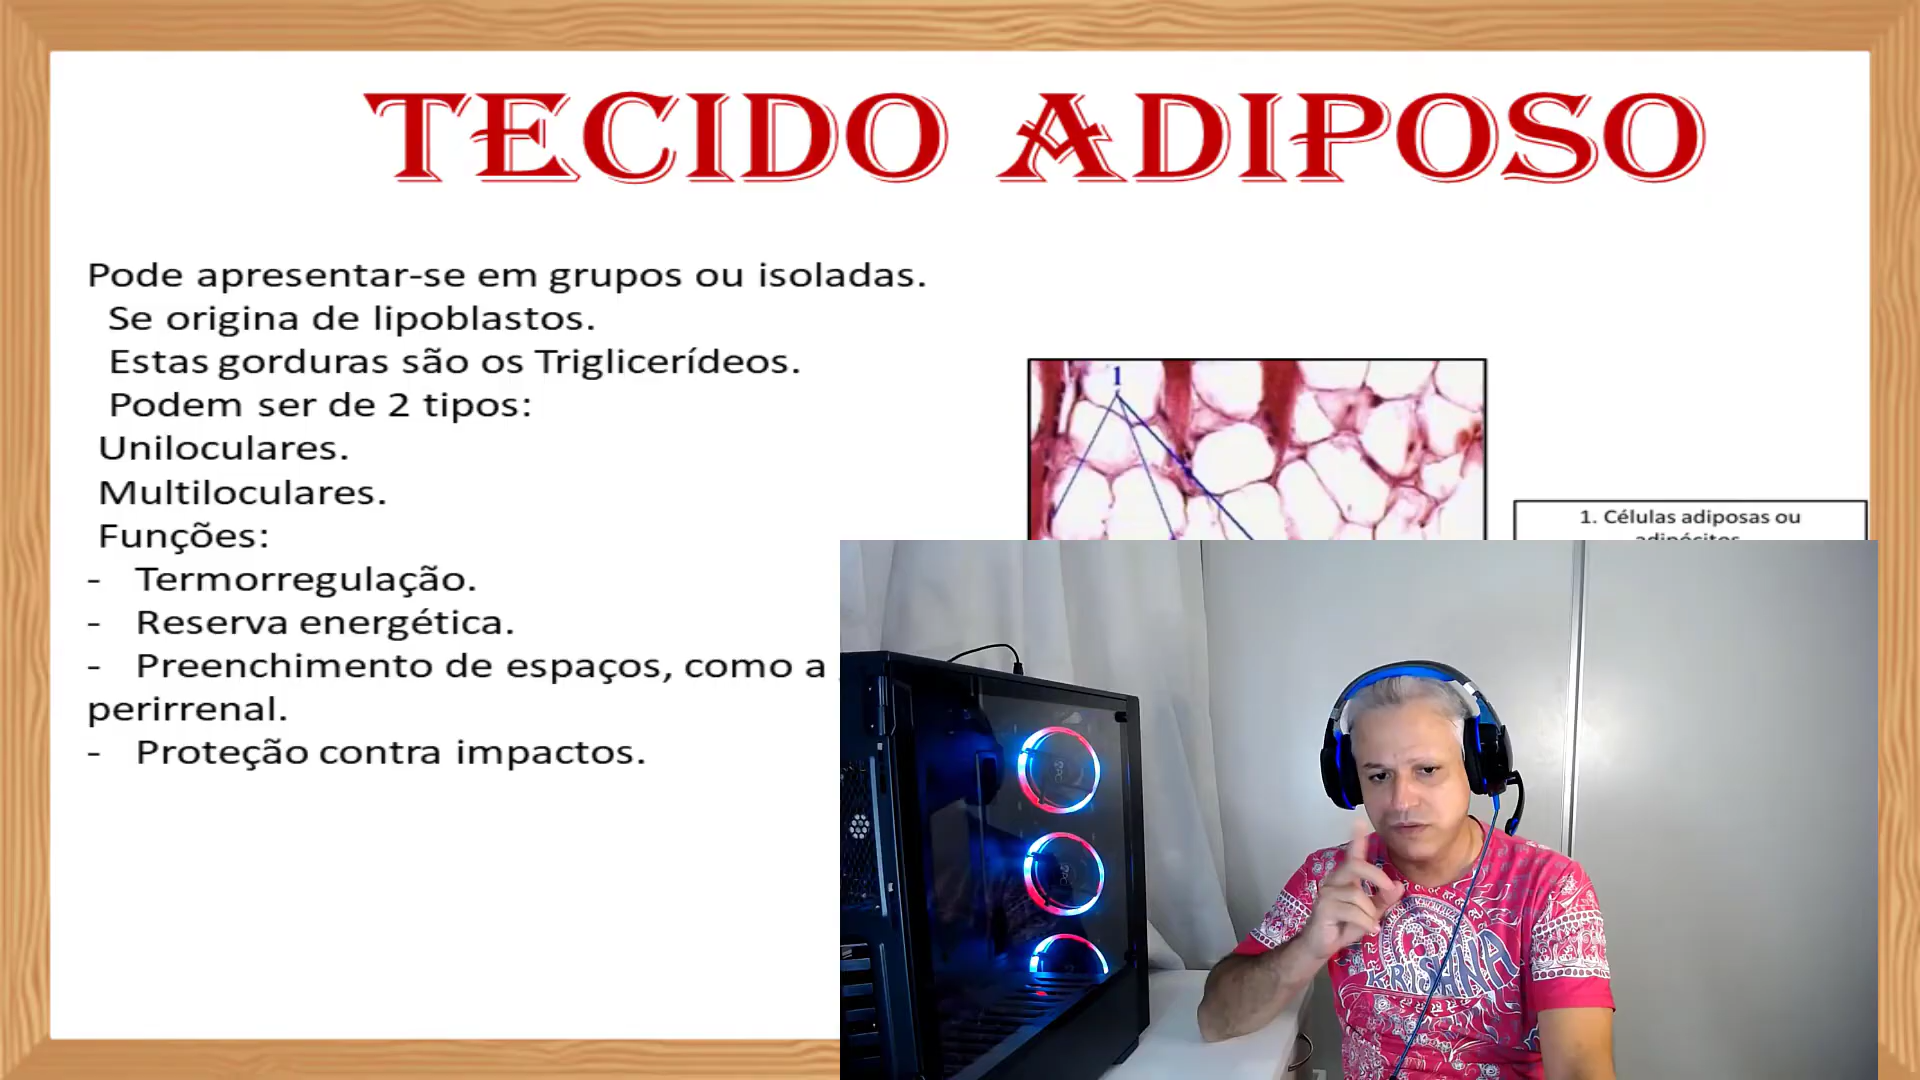 TECIDO ADIPOSO
Pode apresentar-se em grupos ou isoladas.
Se origina de lipoblastos.
Estas gorduras são os Triglicerídeos.
Podem ser de 2 tipos:
Uniloculares.
Multiloculares.
Funções:
- Termorregulação.
- Reserva energética.
- Preenchimento de espaços, como a
perirrenal.
- Proteção contra impactos.
1
1. Células adiposas ou
KRISHNA